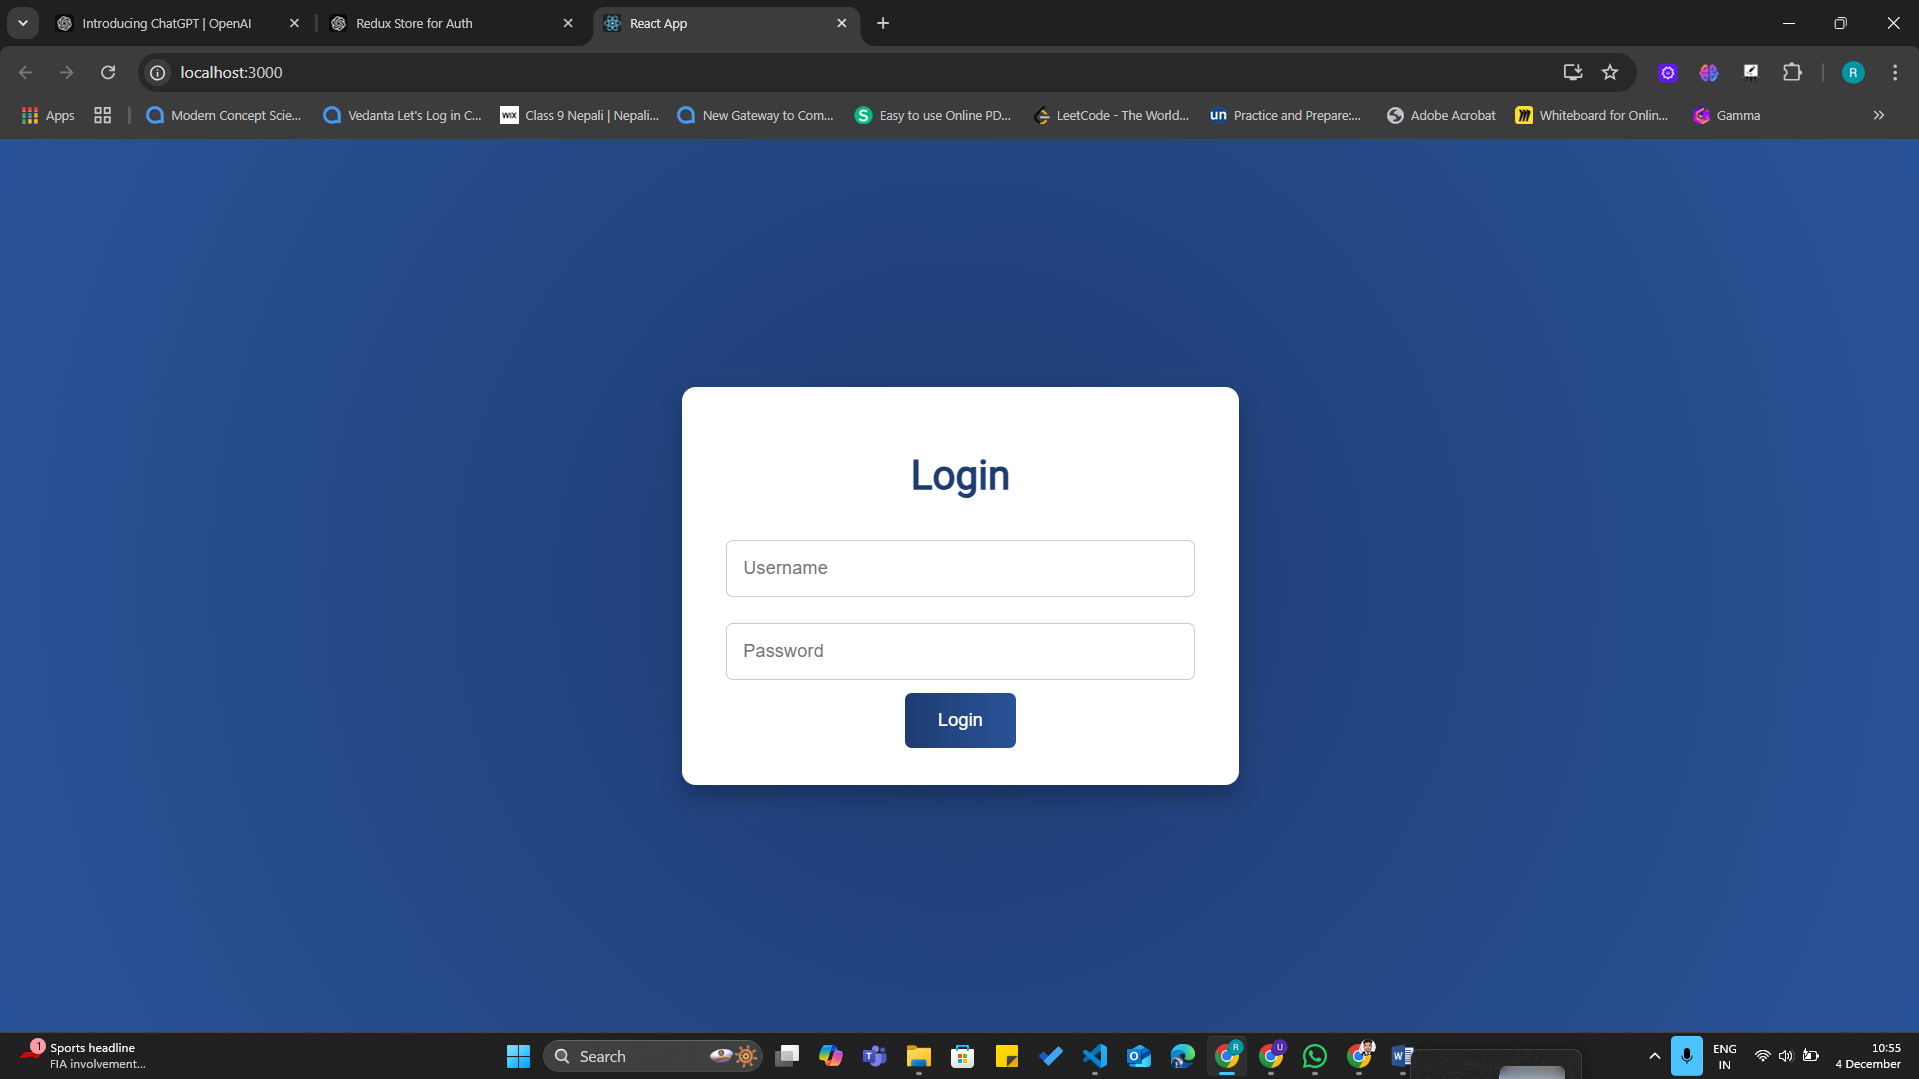 Introducing ChatGPT | OpenAI
Redux Store for Auth
React App
localhost:3000
R
Apps
Modern Concept Scie...
Vedanta Let's Log in C...
WiX
Class 9 Nepali | Nepali...
New Gateway to Com...
S
Easy to use Online PD...
LeetCode - The World...
un
Practice and Prepare:...
Adobe Acrobat
Whiteboard for Onlin...
Gamma
Login
Username
Password
Login
1
Sports headline
FIA involvement...
Search
R
U
ENG
IN
10:55
4 December